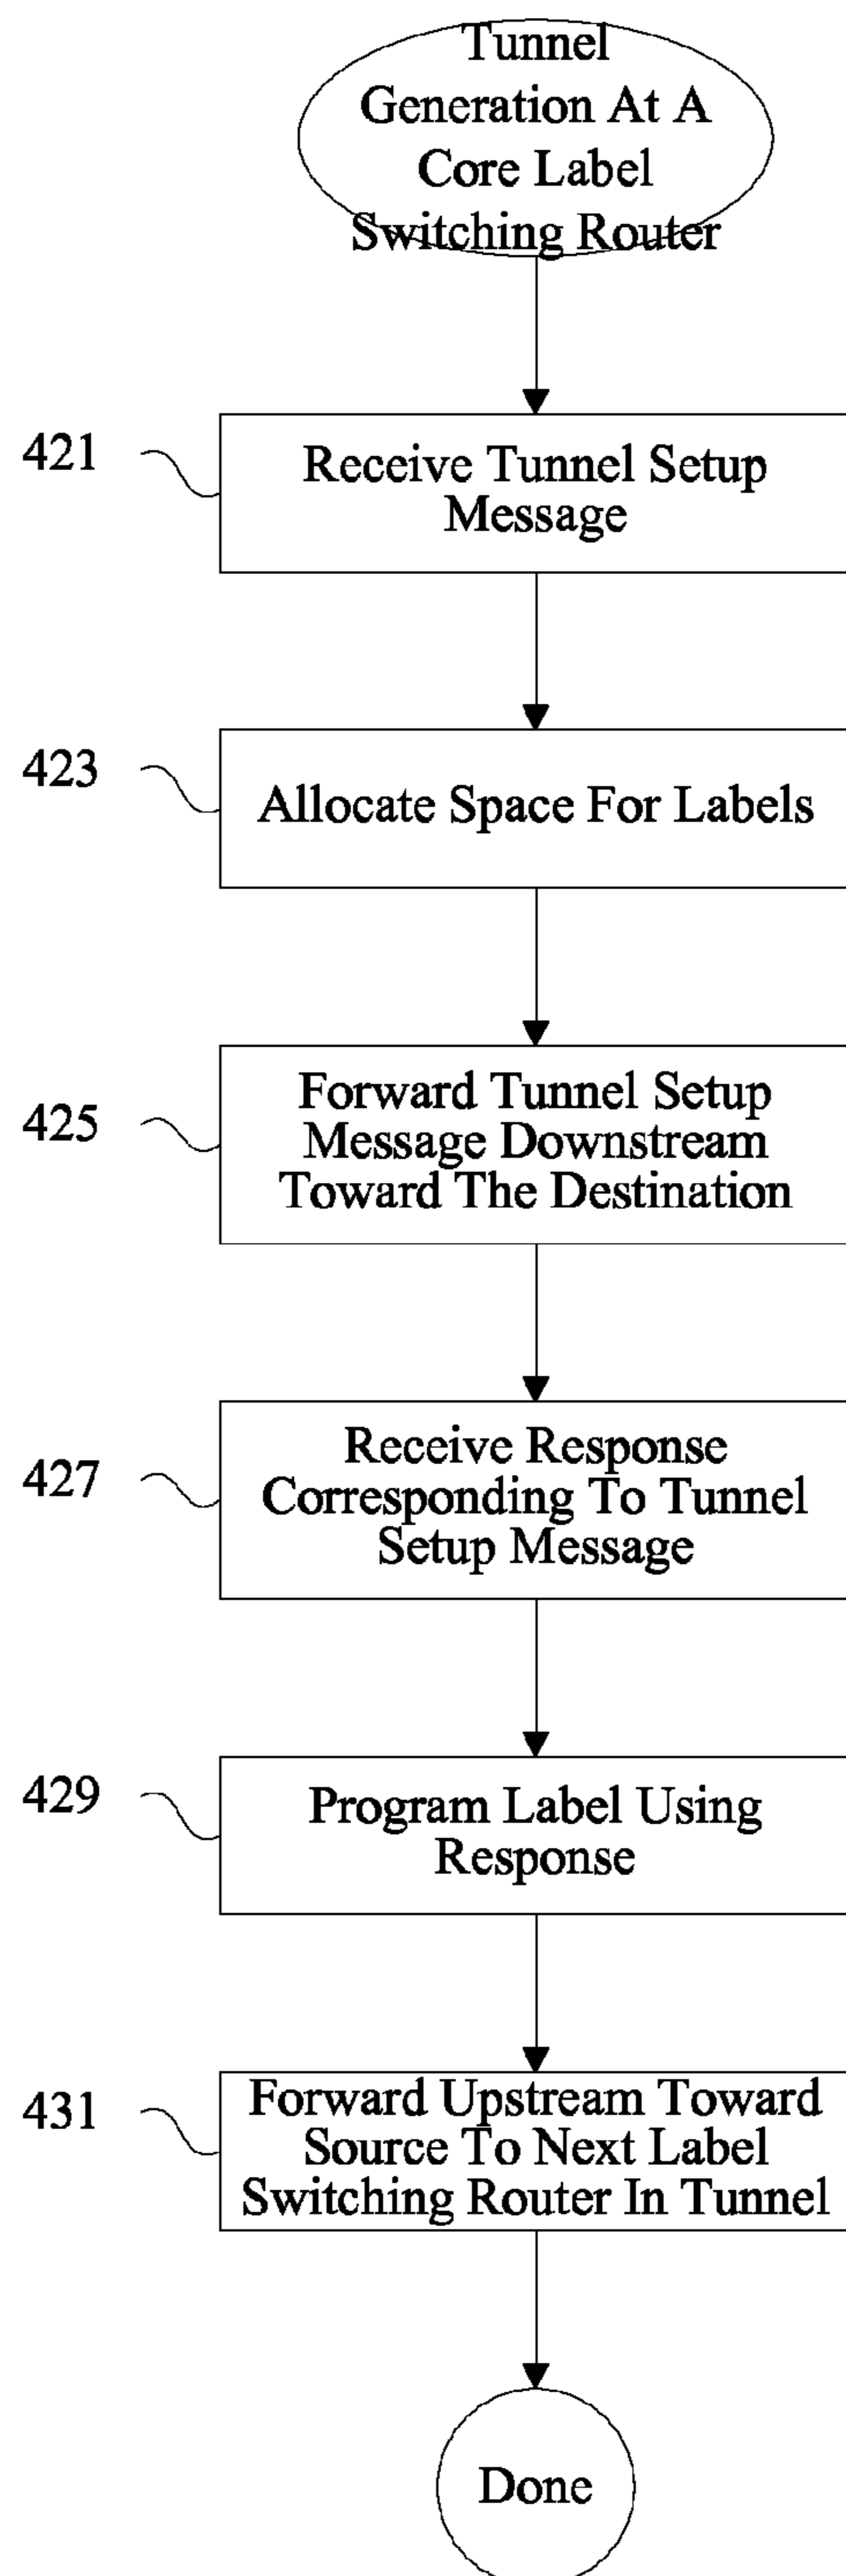 Tunnel
Generation At A
Core Label
Switching Router
421
Receive Tunnel Setup
Message
423
Allocate Space For Labels
425
Forward Tunnel Setup
Message Downstream
Toward The Destination
427
Receive Response
Corresponding To Tunnel
Setup Message
429
Program Label Using
Response
431
Forward Upstream Toward
Source To Next Label
Switching Router In Tunnel
Done